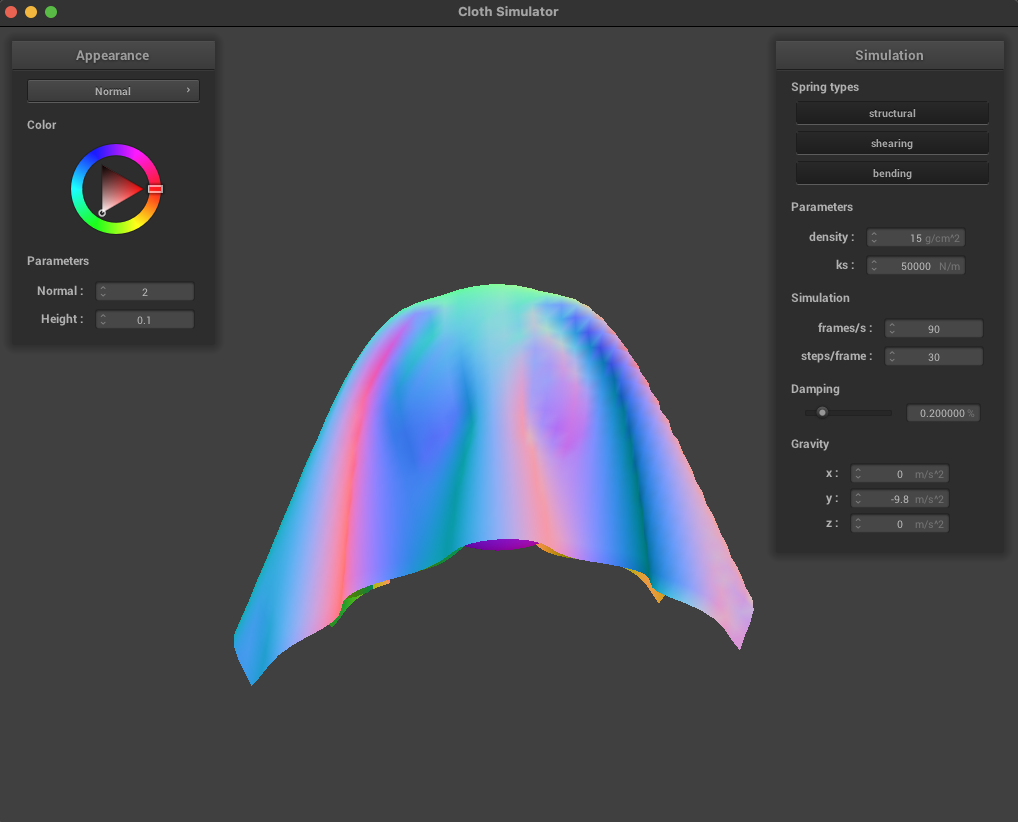 Cloth Simulator
Appearance
Normal
Color
Parameters
Normal : 2
Height : 0.1
Simulation
Spring types
structural
shearing
bending
Parameters
density : 15 g/cm^2
ks : 50000 N/m
Simulation
frames/s : 90
steps/frame : 30
Damping
0.200000 %
Gravity
x : 0 m/s^2
y : -9.8 m/s^2
z : 0 m/s^2